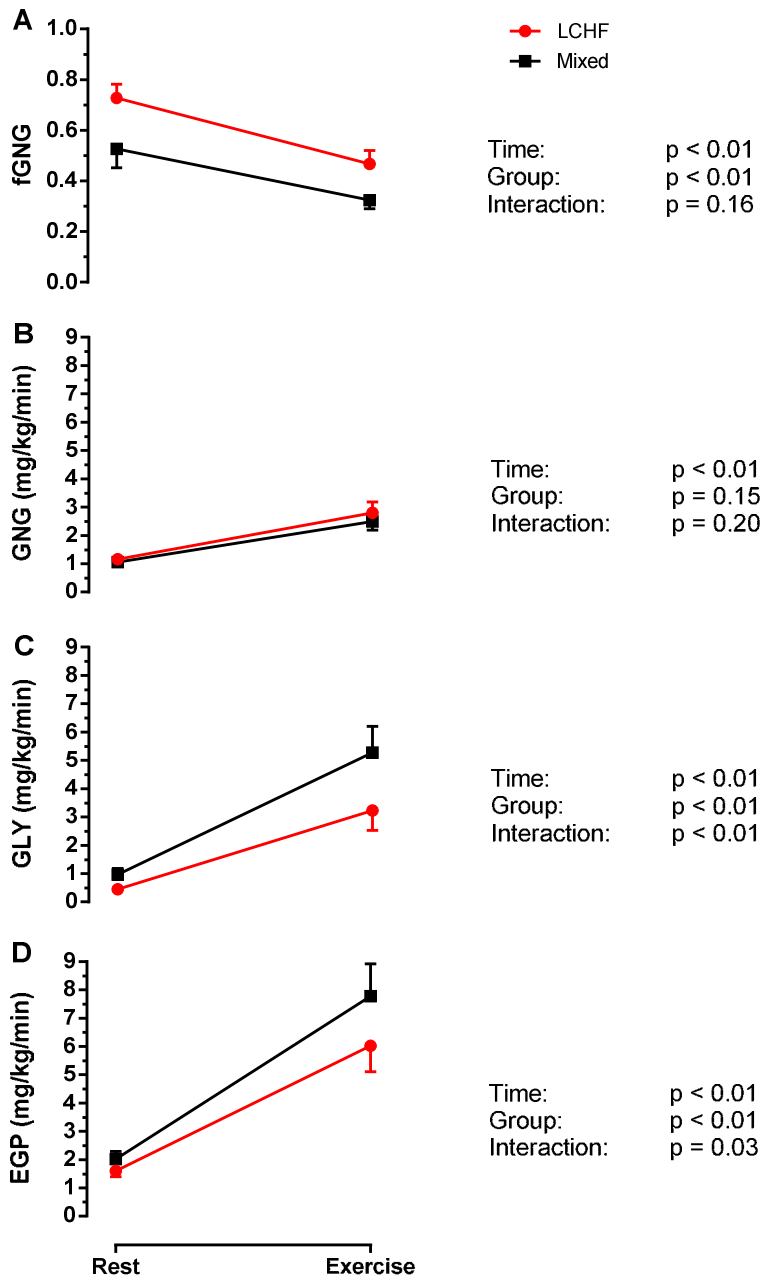 A
1.0
0.8
0.6
0.4
0.2
0.0
fGNG
LCHF
Mixed
Time: p < 0.01
Group: p < 0.01
Interaction: p = 0.16
B
9
8
7
6
5
4
3
2
1
0
GNG (mg/kg/min)
Time: p < 0.01
Group: p = 0.15
Interaction: p = 0.20
C
9
8
7
6
5
4
3
2
1
0
GLY (mg/kg/min)
Time: p < 0.01
Group: p < 0.01
Interaction: p < 0.01
D
9
8
7
6
5
4
3
2
1
0
EGP (mg/kg/min)
Time: p < 0.01
Group: p < 0.01
Interaction: p = 0.03
Rest Exercise